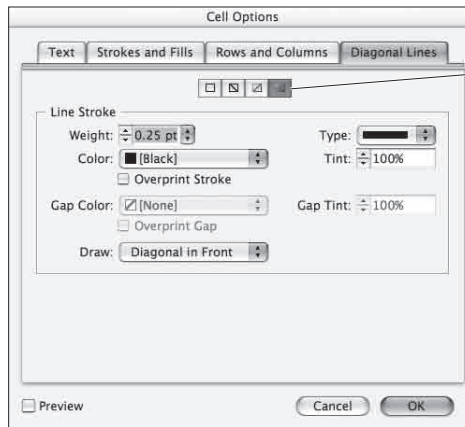 Cell Options
Text Strokes and Fills Rows and Columns Diagonal Lines
Line Stroke
Weight: 0.25 pt Type:
Color: [Black] Tint: 100%
Overprint Stroke
Gap Color: [None] Gap Tint: 100%
Overprint Gap
Draw: Diagonal in Front
Preview Cancel OK